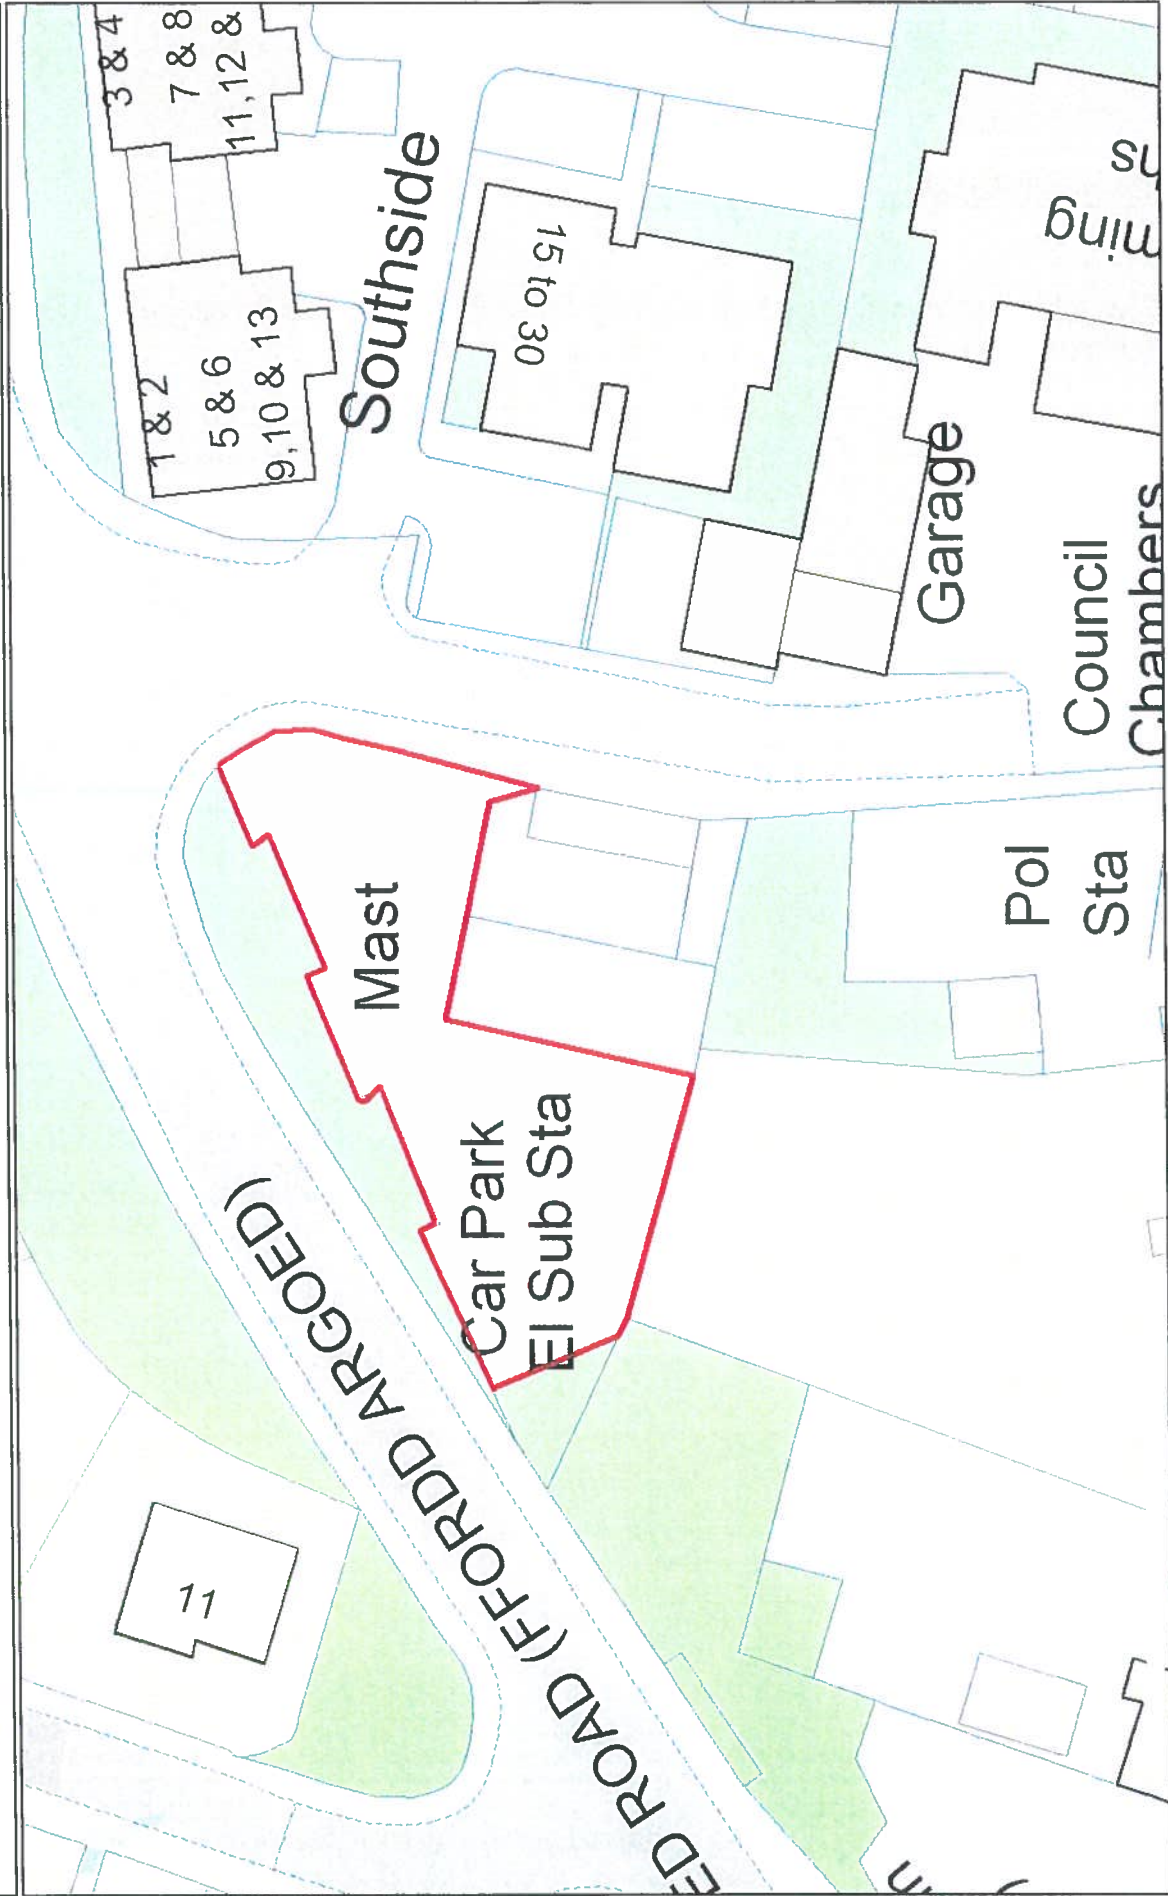 3 & 4
7 & 8
11,12 &
1 & 2
5 & 6
9,10 & 13
Southside
15 to 30
Garage
Council
Chambers
Mast
Car Park
El Sub Sta
Pol
Sta
ED ROAD (FFORDD ARGOED)
11